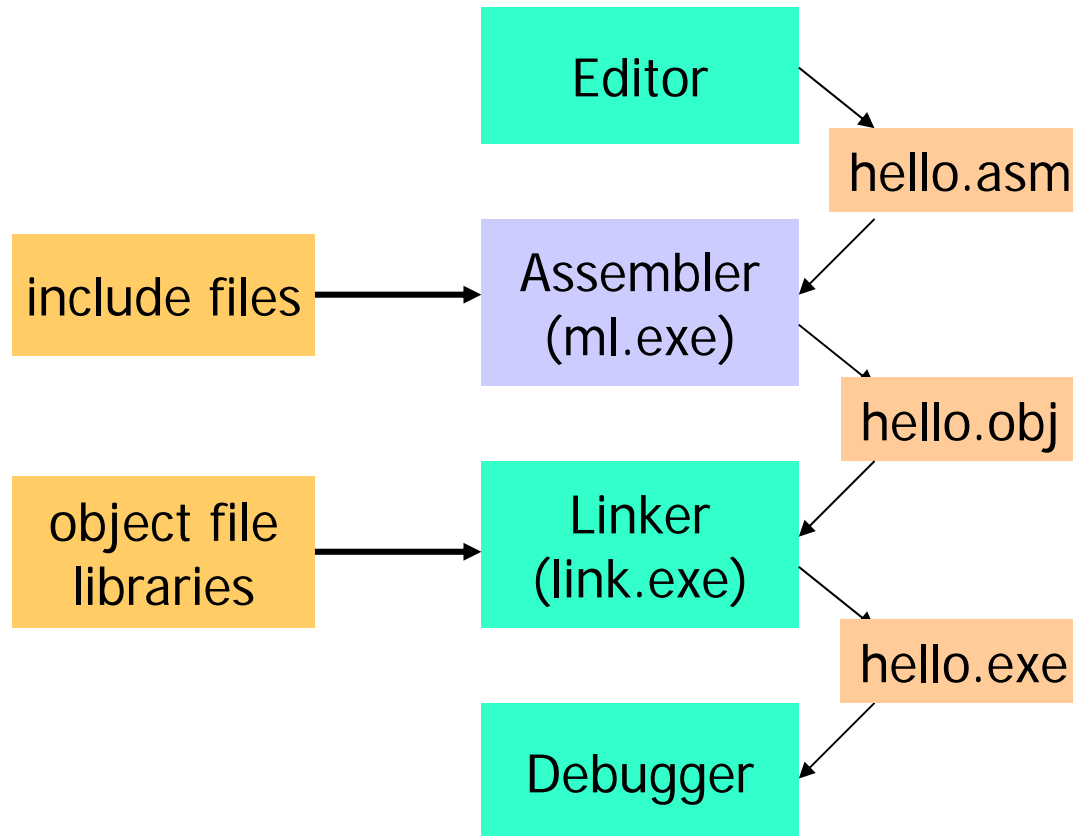 Editor
hello.asm
include files
Assembler
(ml.exe)
hello.obj
object file
libraries
Linker
(link.exe)
hello.exe
Debugger